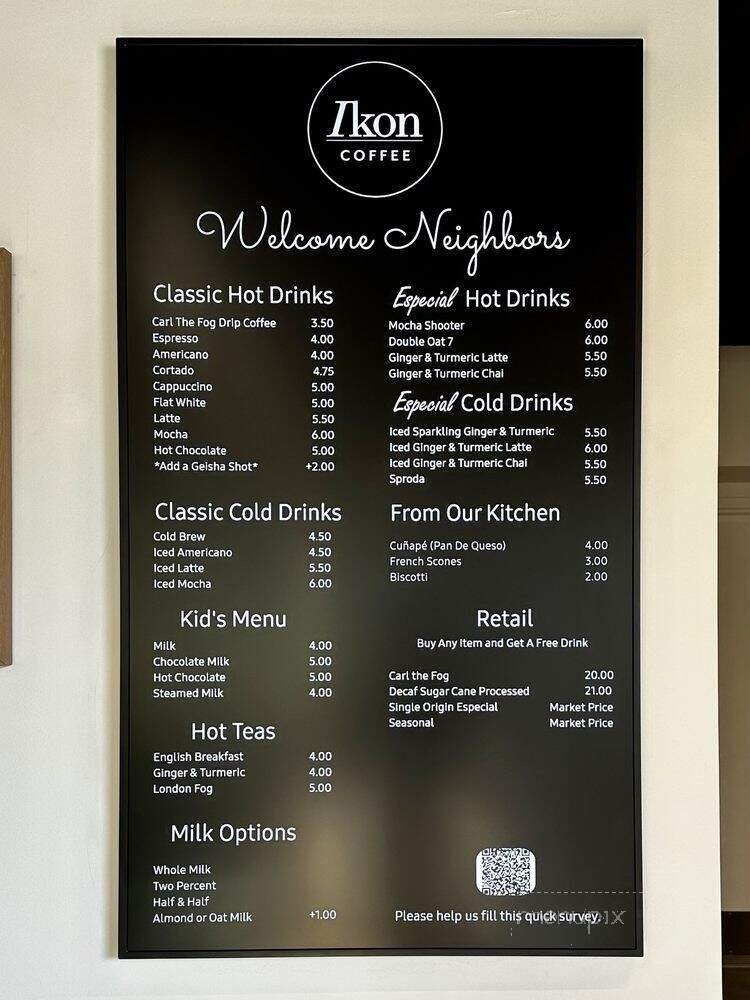 Ikon
COFFEE
Welcome Neighbors
Classic Hot Drinks
Carl The Fog Drip Coffee 3.50
Espresso 4.00
Americano 4.00
Cortado 4.75
Cappuccino 5.00
Flat White 5.00
Latte 5.50
Mocha 6.00
Hot Chocolate 5.00
*Add a Geisha Shot* +2.00
Classic Cold Drinks
Cold Brew 4.50
Iced Americano 4.50
Iced Latte 5.50
Iced Mocha 6.00
Kid's Menu
Milk 4.00
Chocolate Milk 5.00
Hot Chocolate 5.00
Steamed Milk 4.00
Hot Teas
English Breakfast 4.00
Ginger & Turmeric 4.00
London Fog 5.00
Milk Options
Whole Milk
Two Percent
Half & Half
Almond or Oat Milk +1.00
Especial Hot Drinks
Mocha Shooter 6.00
Double Oat 7 6.00
Ginger & Turmeric Latte 5.50
Ginger & Turmeric Chai 5.50
Especial Cold Drinks
Iced Sparkling Ginger & Turmeric 5.50
Iced Ginger & Turmeric Latte 6.00
Iced Ginger & Turmeric Chai 5.50
Sproda 5.50
From Our Kitchen
Cuñapé (Pan De Queso) 4.00
French Scones 3.00
Biscotti 2.00
Retail
Buy Any Item and Get A Free Drink
Carl the Fog 20.00
Decaf Sugar Cane Processed 21.00
Single Origin Especial Market Price
Seasonal Market Price
Please help us fill this quick survey.